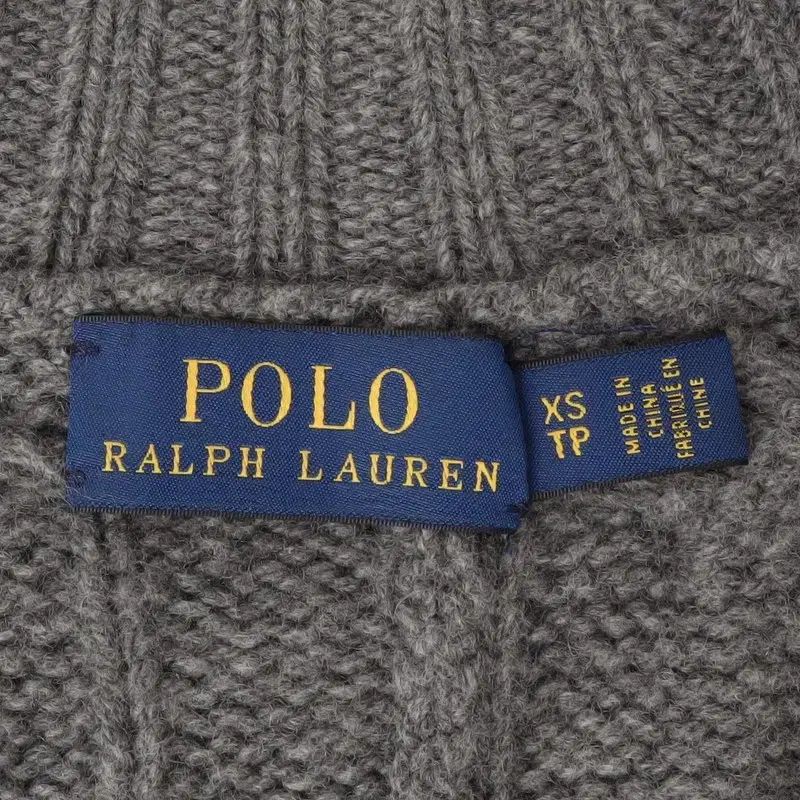 POLO
RALPH LAUREN
XS
TP
MADE IN
CHINA
FABRIQUÉ EN
CHINE